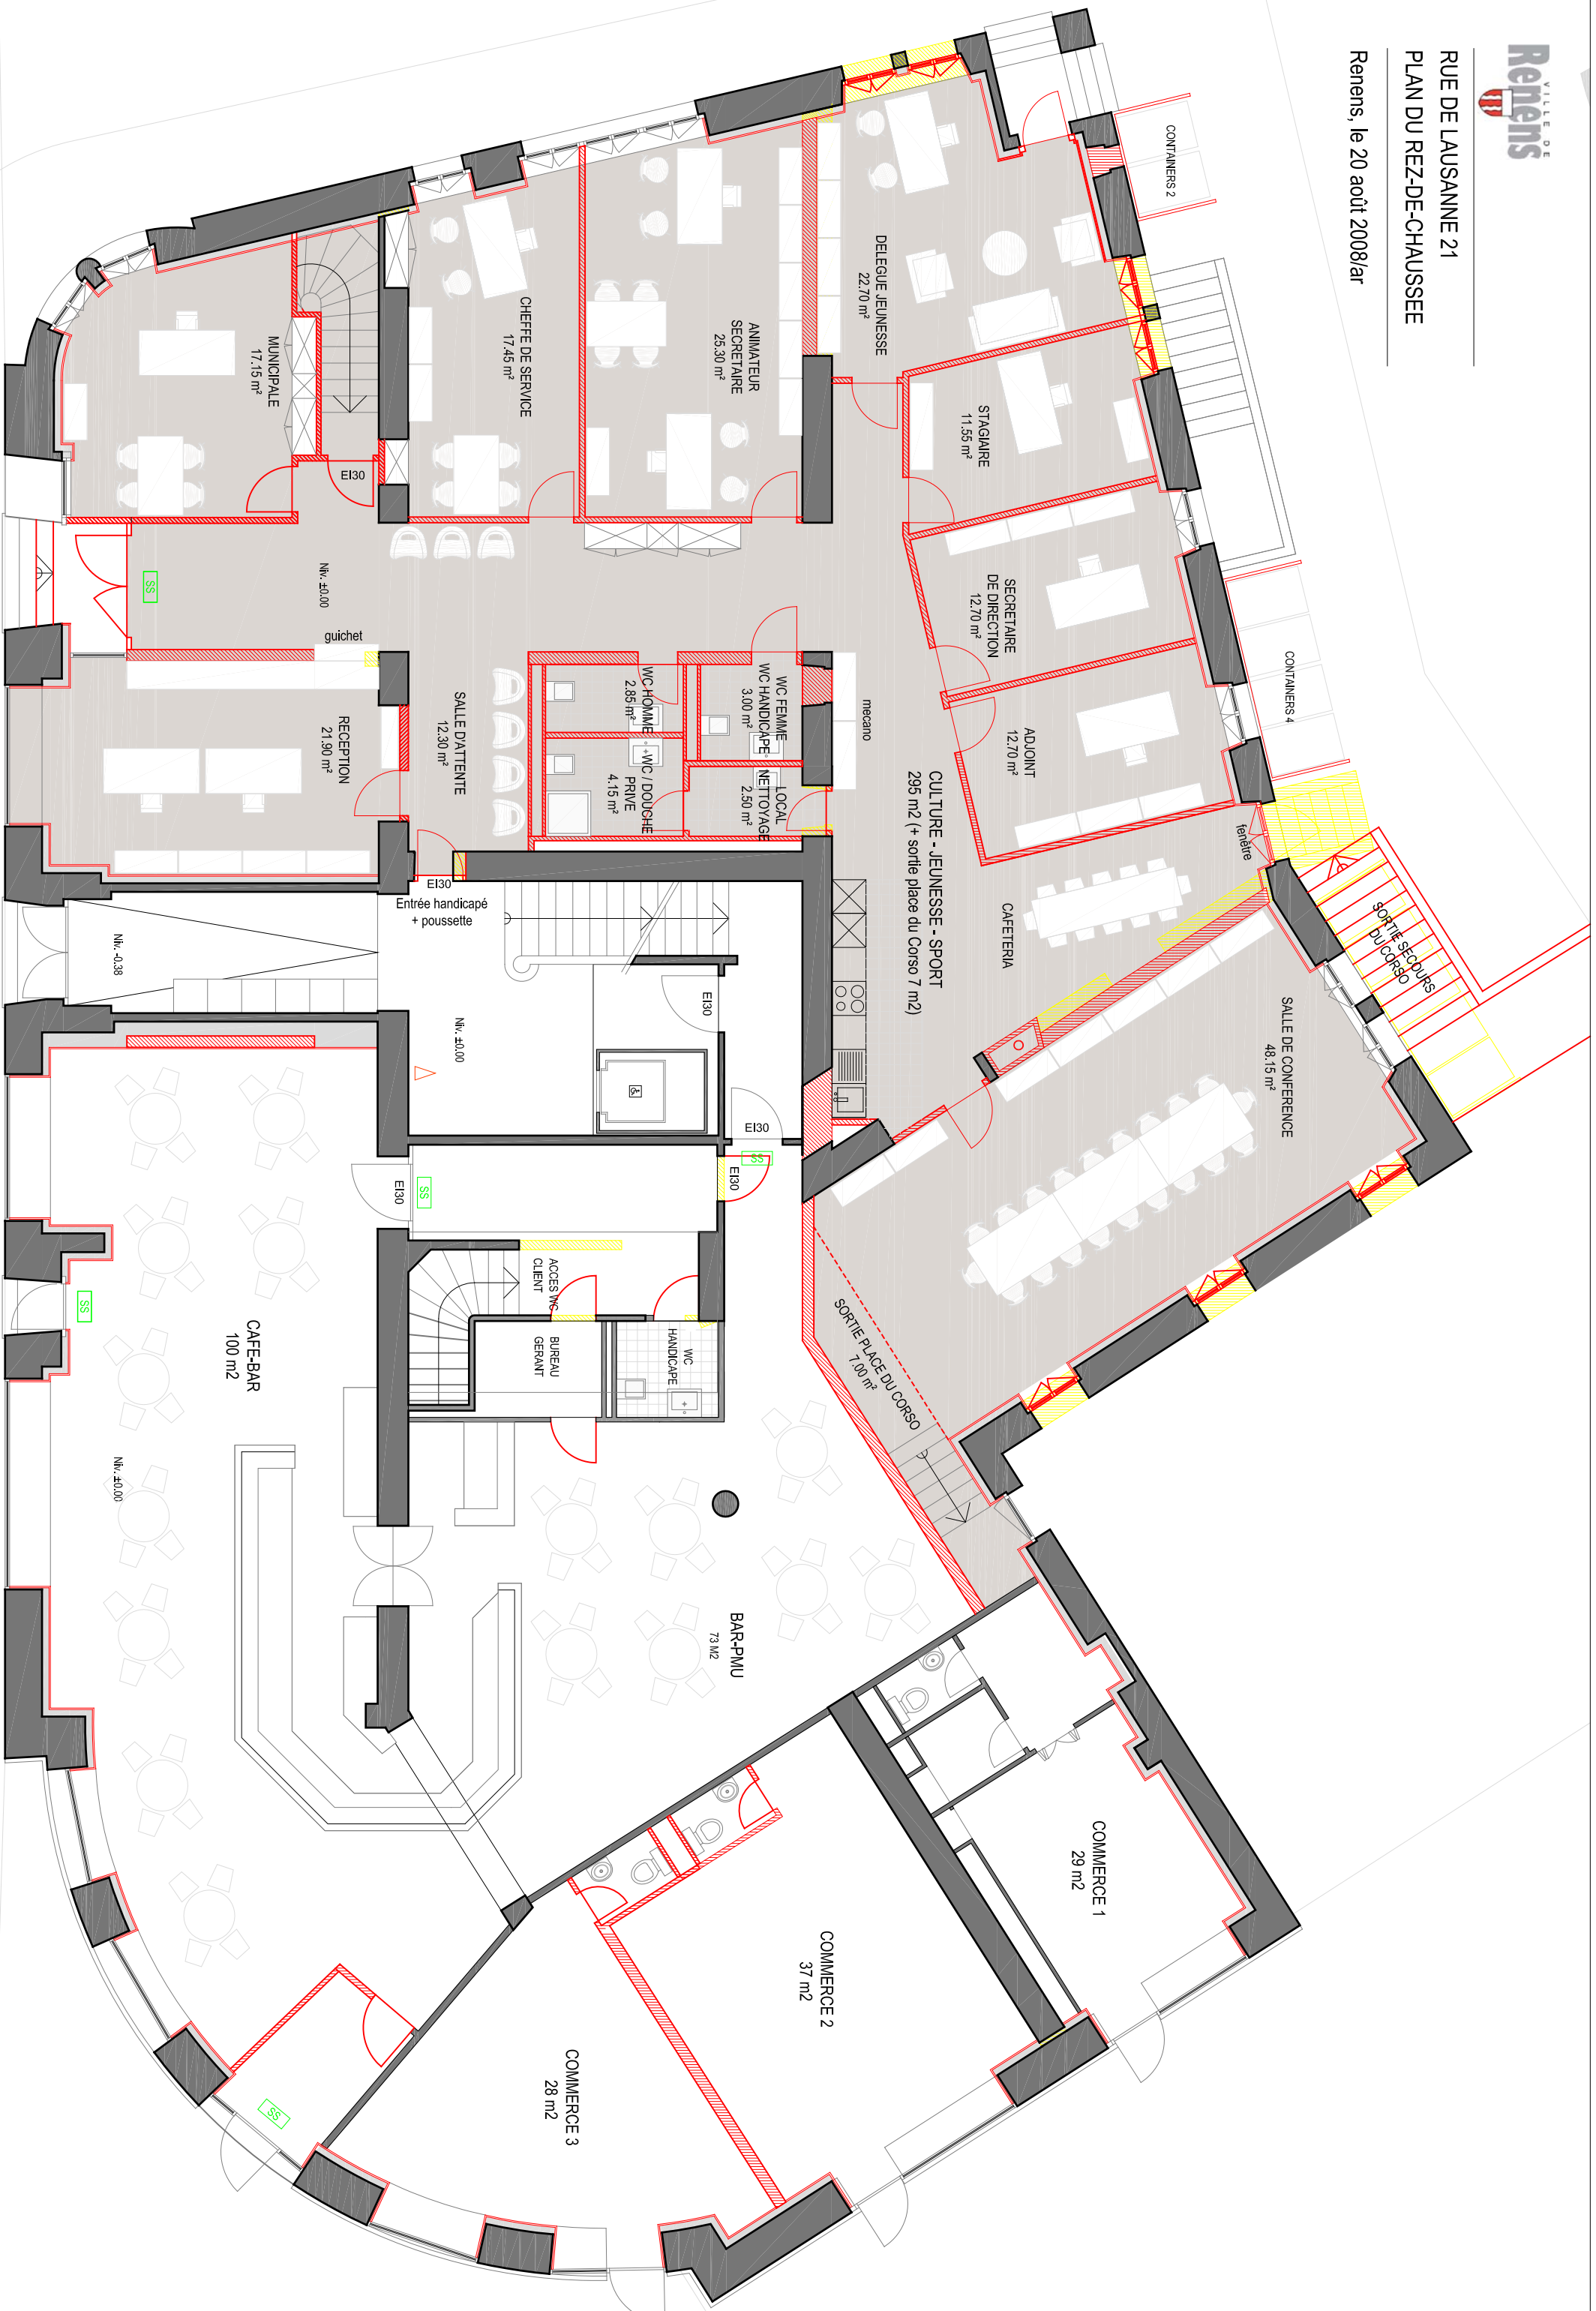 VILLE DE
Renens
RUE DE LAUSANNE 21
PLAN DU REZ-DE-CHAUSSEE
Renens, le 20 août 2008/ar
CONTAINERS 2
CONTAINERS 4
DELEGUE JEUNESSE
22.70 m²
STAGIAIRE
11.55 m²
SECRETAIRE
DE DIRECTION
12.70 m²
ADJOINT
12.70 m²
fenêtre
SORTIE SECOURS
DU CORSO
SALLE DE CONFERENCE
48.15 m²
CAFETERIA
CULTURE - JEUNESSE - SPORT
295 m2 (+ sortie place du Corso 7 m2)
mecano
ANIMATEUR
SECRETAIRE
25.30 m²
CHEFFE DE SERVICE
17.45 m²
MUNICIPALE
17.15 m²
EI30
Niv. ±0.00
SS
guichet
RECEPTION
21.90 m²
SALLE D'ATTENTE
12.30 m²
WC HOMME
2.85 m²
WC FEMME
WC HANDICAPE
3.00 m²
WC / DOUCHE
PRIVE
4.15 m²
LOCAL
NETTOYAGE
2.50 m²
EI30
Entrée handicapé
+ poussette
Niv. -0.38
Niv. ±0.00
EI30
EI30
SS
EI30
EI30
SS
ACCES WC
CLIENT
BUREAU
GERANT
WC
HANDICAPE
SORTIE PLACE DU CORSO
7.00 m²
SS
CAFE-BAR
100 m2
Niv. ±0.00
BAR-PMU
73 M2
COMMERCE 1
29 m2
COMMERCE 2
37 m2
COMMERCE 3
28 m2
SS